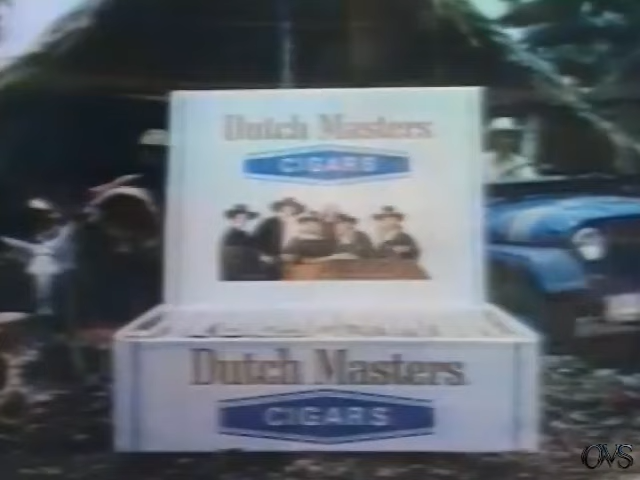 Dutch Masters
CIGARS
Dutch Masters
CIGARS
OVS